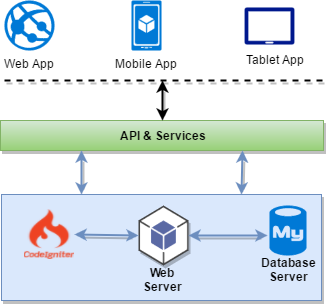 Web App
Mobile App
Tablet App
API & Services
CodeIgniter
Web
Server
My
Database
Server